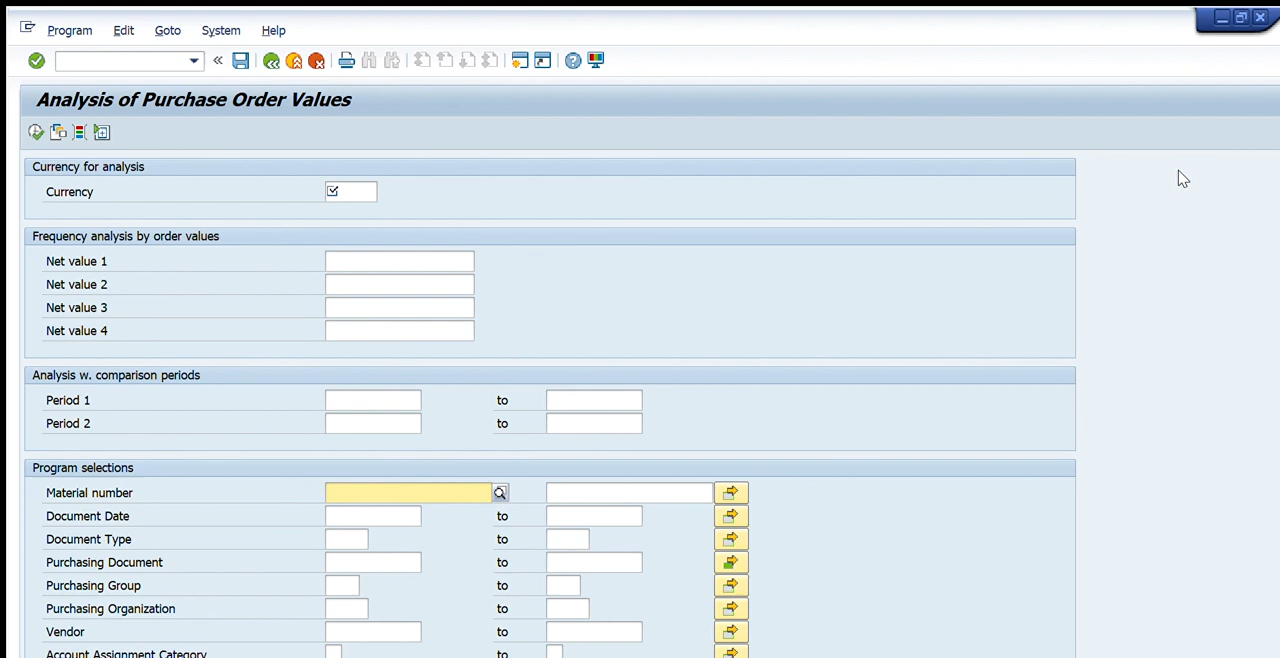 Program Edit Goto System Help
Analysis of Purchase Order Values
Currency for analysis
Currency
Frequency analysis by order values
Net value 1
Net value 2
Net value 3
Net value 4
Analysis w. comparison periods
Period 1 to
Period 2 to
Program selections
Material number
Document Date to
Document Type to
Purchasing Document to
Purchasing Group to
Purchasing Organization to
Vendor to
Account Assignment Category to